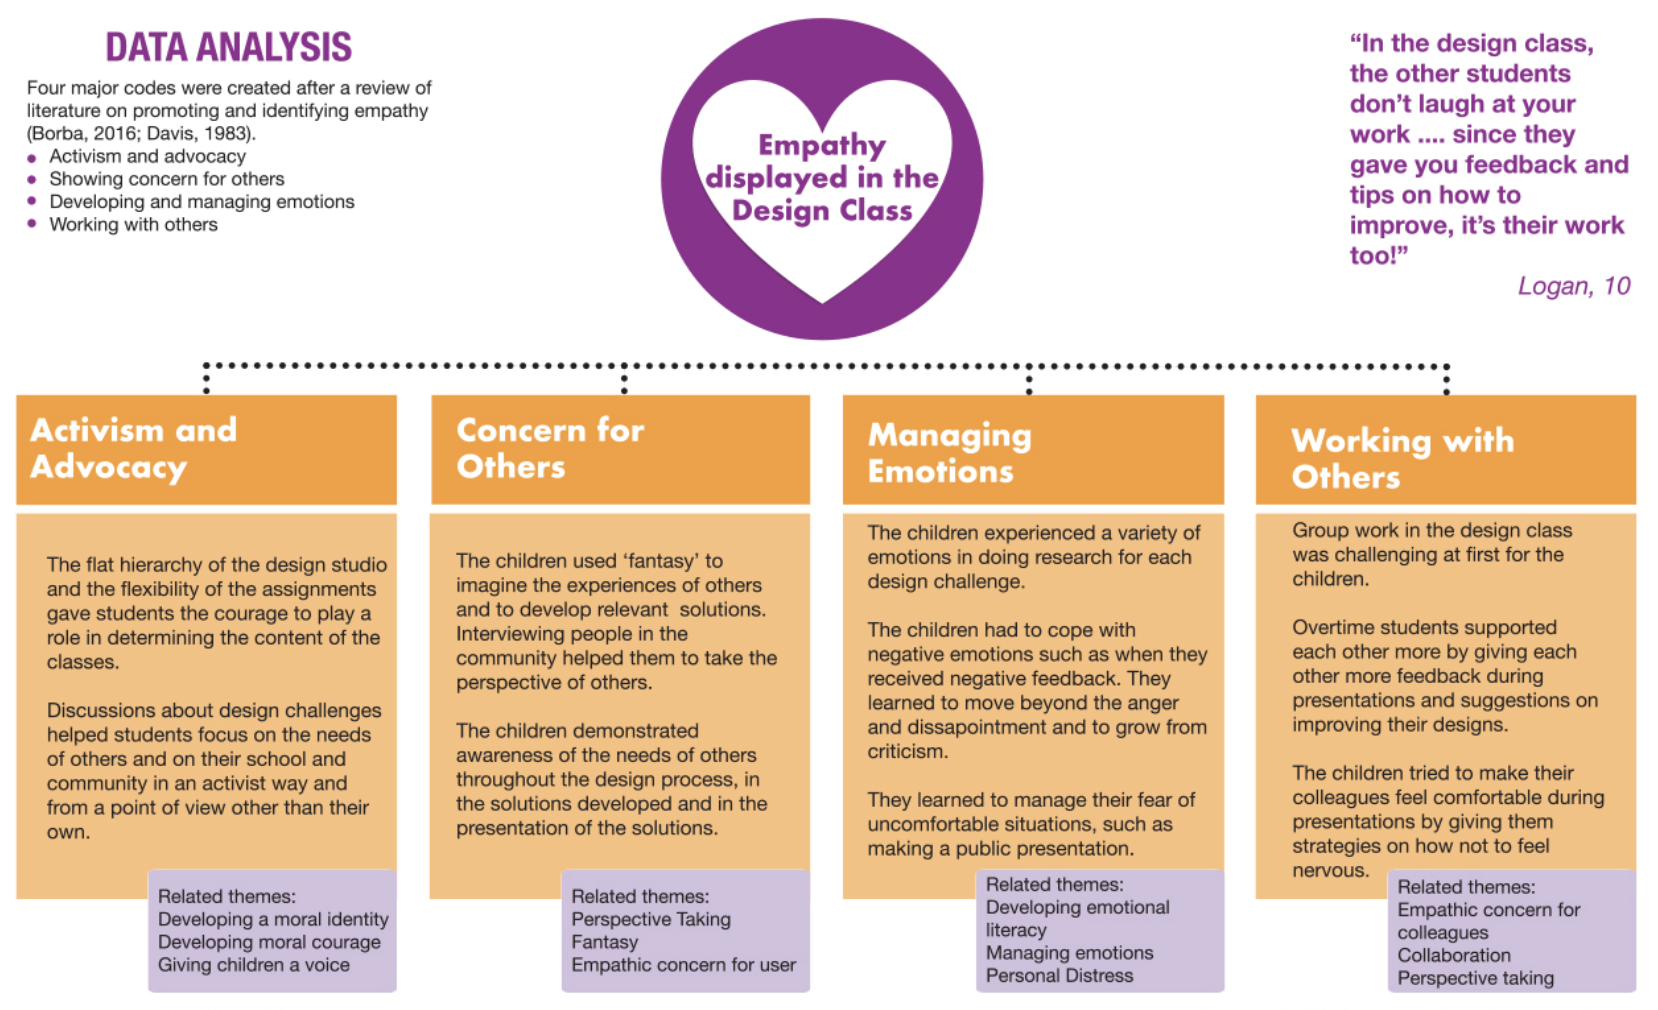 DATA ANALYSIS
Four major codes were created after a review of
literature on promoting and identifying empathy
(Borba, 2016; Davis, 1983).
• Activism and advocacy
• Showing concern for others
• Developing and managing emotions
• Working with others
Empathy
displayed in the
Design Class
“In the design class,
the other students
don’t laugh at your
work .... since they
gave you feedback and
tips on how to
improve, it’s their work
too!”
Logan, 10
Activism and
Advocacy
The flat hierarchy of the design studio
and the flexibility of the assignments
gave students the courage to play a
role in determining the content of the
classes.
Discussions about design challenges
helped students focus on the needs
of others and on their school and
community in an activist way and
from a point of view other than their
own.
Related themes:
Developing a moral identity
Developing moral courage
Giving children a voice
Concern for
Others
The children used ‘fantasy’ to
imagine the experiences of others
and to develop relevant solutions.
Interviewing people in the
community helped them to take the
perspective of others.
The children demonstrated
awareness of the needs of others
throughout the design process, in
the solutions developed and in the
presentation of the solutions.
Related themes:
Perspective Taking
Fantasy
Empathic concern for user
Managing
Emotions
The children experienced a variety of
emotions in doing research for each
design challenge.
The children had to cope with
negative emotions such as when they
received negative feedback. They
learned to move beyond the anger
and dissapointment and to grow from
criticism.
They learned to manage their fear of
uncomfortable situations, such as
making a public presentation.
Related themes:
Developing emotional
literacy
Managing emotions
Personal Distress
Working with
Others
Group work in the design class
was challenging at first for the
children.
Overtime students supported
each other more by giving each
other more feedback during
presentations and suggestions on
improving their designs.
The children tried to make their
colleagues feel comfortable during
presentations by giving them
strategies on how not to feel
nervous.
Related themes:
Empathic concern for
colleagues
Collaboration
Perspective taking